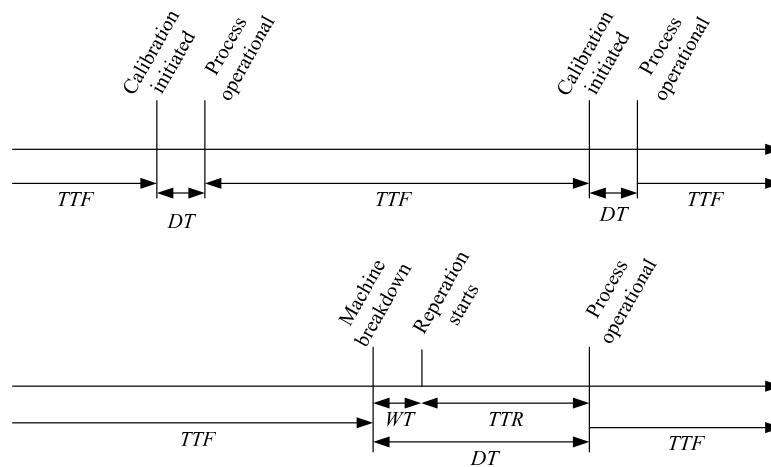 Calibration
initiated
Process
operational
Calibration
initiated
Process
operational
TTF
DT
TTF
DT
TTF
Machine
breakdown
Reperation
starts
Process
operational
WT
TTR
TTF
DT
TTF